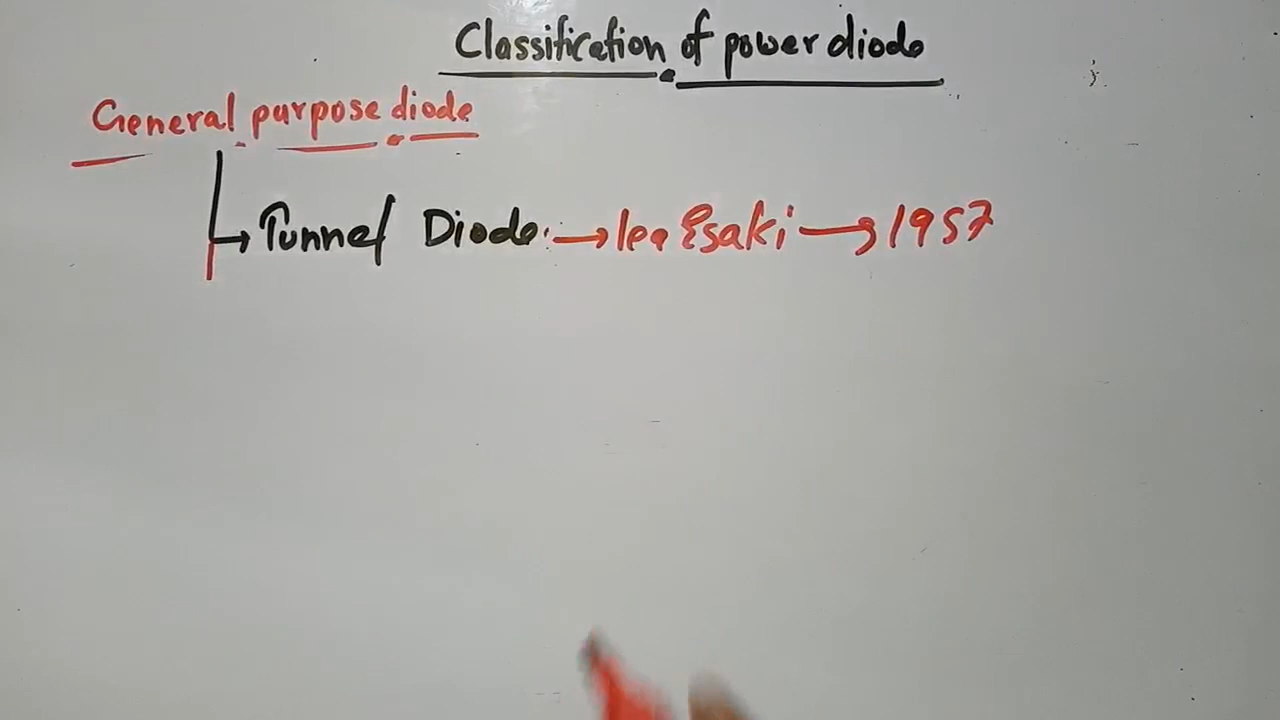 Classification of power diode
General purpose diode
→ Tunnel Diode → leo Esaki → 1957